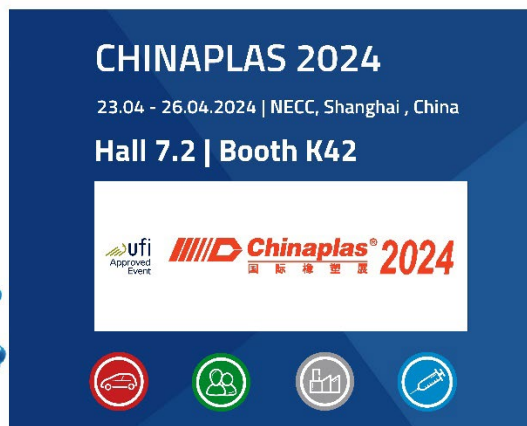 CHINAPLAS 2024
23.04 - 26.04.2024 | NECC, Shanghai , China
Hall 7.2 | Booth K42
ufi
Approved
Event
Chinaplas® 2024
国际橡塑展